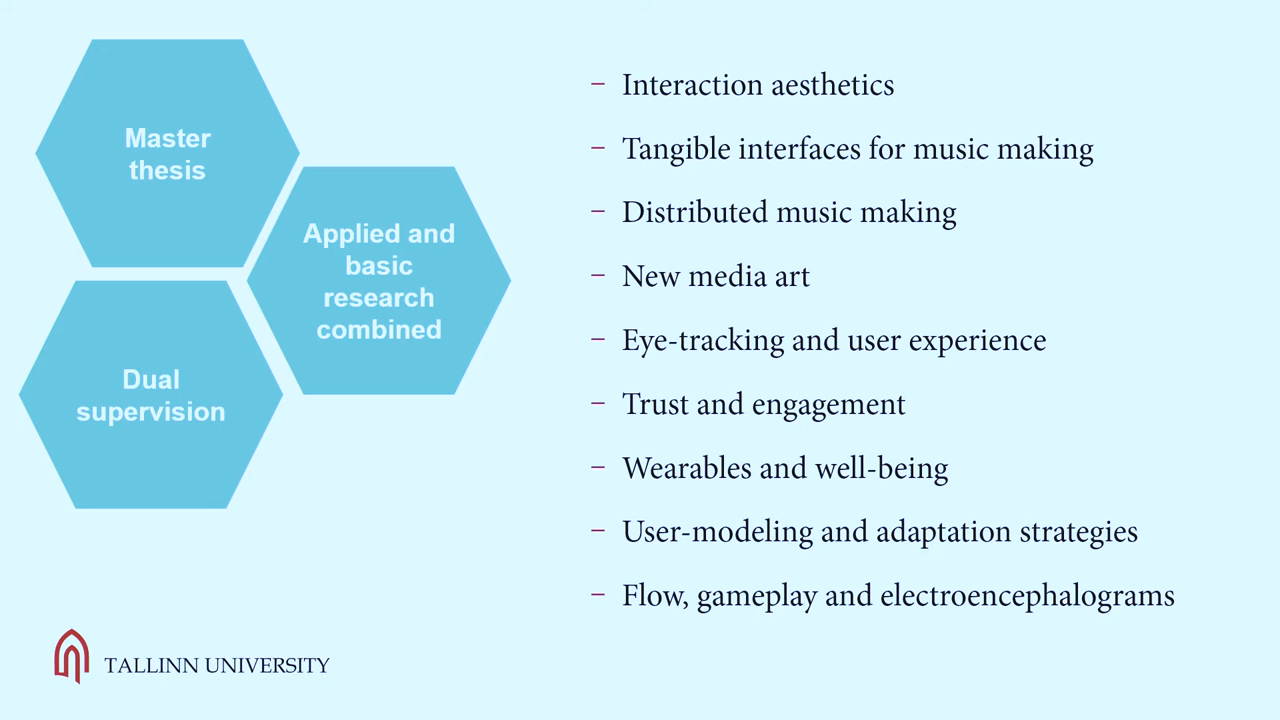 Master
thesis
Applied and
basic
research
combined
Dual
supervision
– Interaction aesthetics
– Tangible interfaces for music making
– Distributed music making
– New media art
– Eye-tracking and user experience
– Trust and engagement
– Wearables and well-being
– User-modeling and adaptation strategies
– Flow, gameplay and electroencephalograms
TALLINN UNIVERSITY